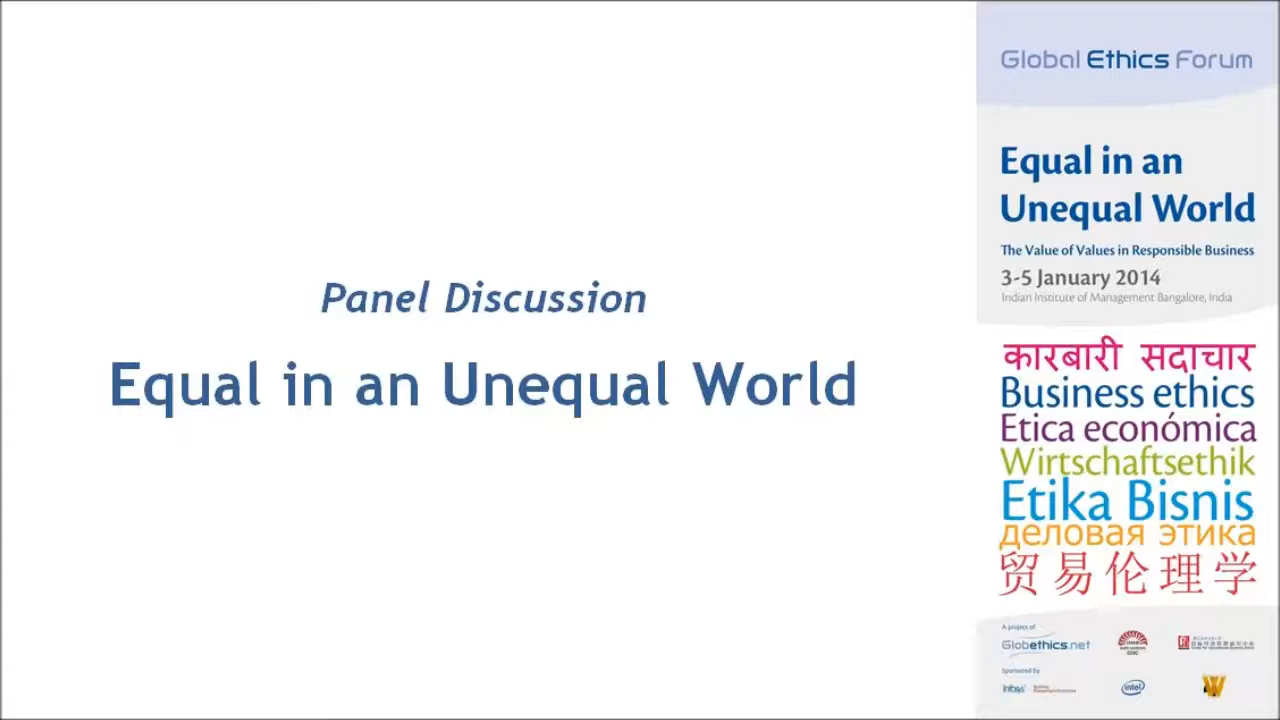 Panel Discussion
Equal in an Unequal World
Global Ethics Forum
Equal in an
Unequal World
The Value of Values in Responsible Business
3-5 January 2014
Indian Institute of Management Bangalore, India
कारबारी सदाचार
Business ethics
Etica económica
Wirtschaftsethik
Etika Bisnis
деловая этика
贸易伦理学
A project of
Globethics.net
Sponsored by
Infosys
intel
W